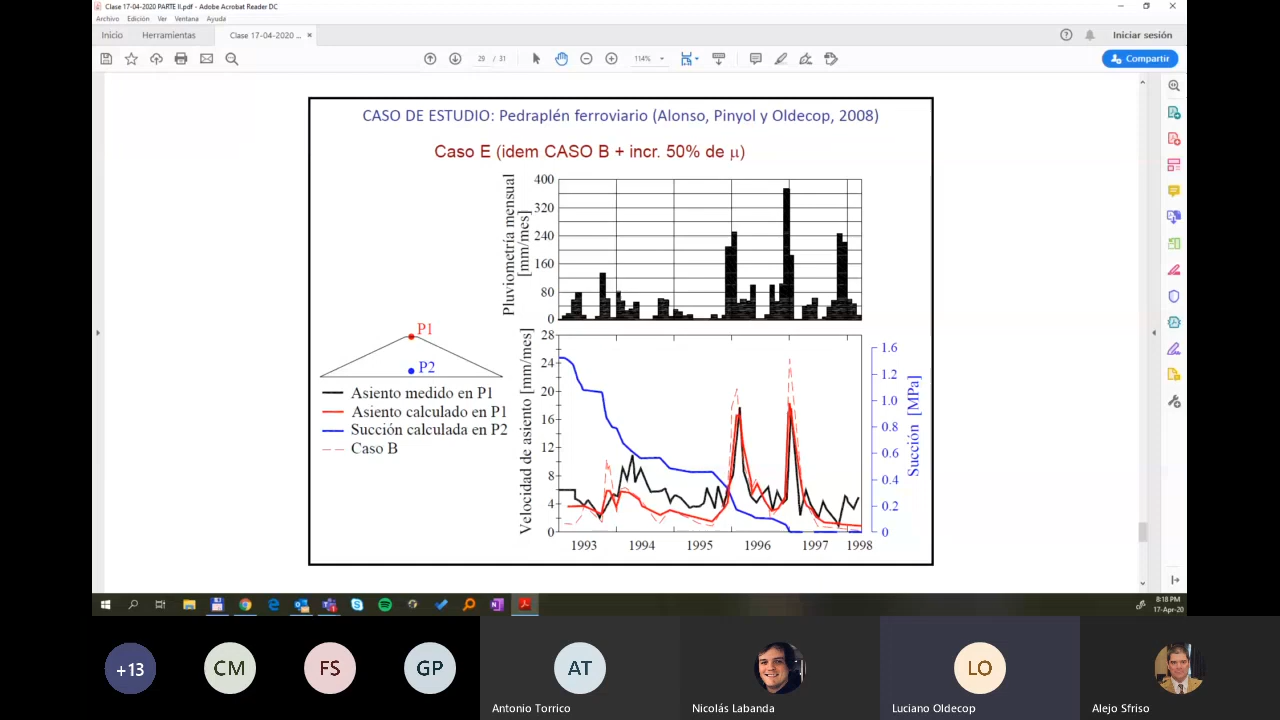 Clase 17-04-2020 PARTE II.pdf - Adobe Acrobat Reader DC
Archivo Edición Ver Ventana Ayuda
Inicio Herramientas Clase 17-04-2020 ... × Iniciar sesión
29 / 31 114% Compartir
CASO DE ESTUDIO: Pedraplén ferroviario (Alonso, Pinyol y Oldecop, 2008)
Caso E (idem CASO B + incr. 50% de μ)
Pluviometría mensual
[mm/mes]
400
320
240
160
80
0
P1
P2
Asiento medido en P1
Asiento calculado en P1
Succión calculada en P2
Caso B
Velocidad de asiento [mm/mes]
28
24
20
16
12
8
4
0
1.6
1.2
1.0
0.8
0.6
0.4
0.2
0
Succión [MPa]
1993 1994 1995 1996 1997 1998
8:18 PM
17-Apr-20
+13 CM FS GP AT LO
Antonio Torrico Nicolás Labanda Luciano Oldecop Alejo Sfriso